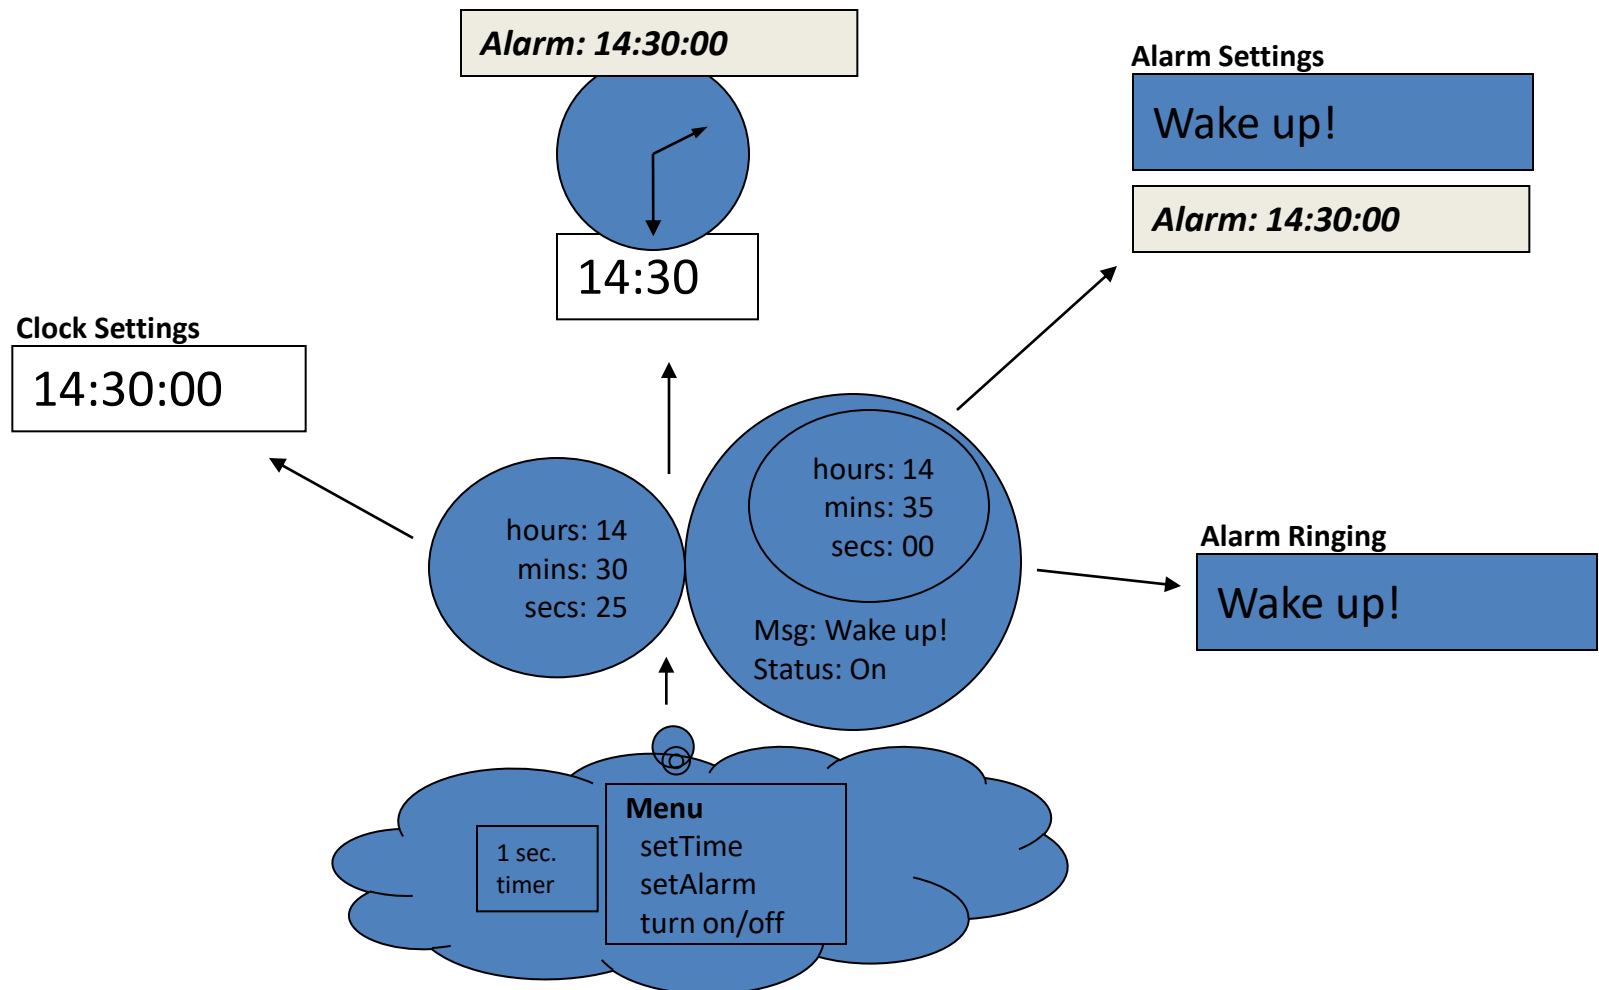 Alarm: 14:30:00
14:30
Alarm Settings
Wake up!
Alarm: 14:30:00
Clock Settings
14:30:00
hours: 14
mins: 30
secs: 25
hours: 14
mins: 35
secs: 00
Msg: Wake up!
Status: On
Alarm Ringing
Wake up!
1 sec.
timer
Menu
setTime
setAlarm
turn on/off